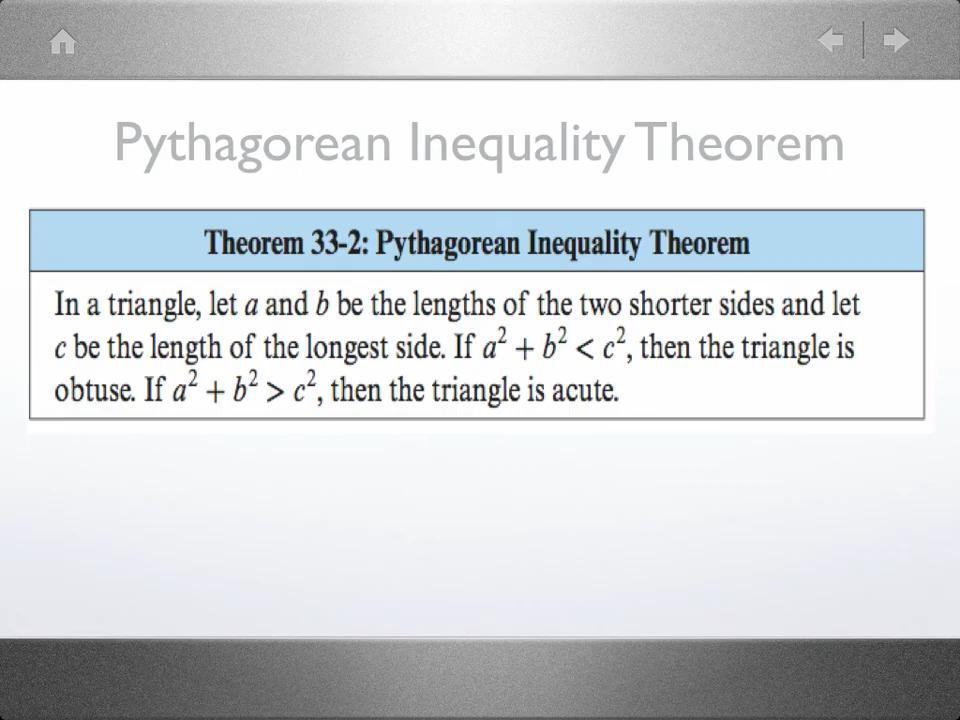 Pythagorean Inequality Theorem
Theorem 33-2: Pythagorean Inequality Theorem
In a triangle, let a and b be the lengths of the two shorter sides and let
c be the length of the longest side. If a² + b² < c², then the triangle is
obtuse. If a² + b² > c², then the triangle is acute.